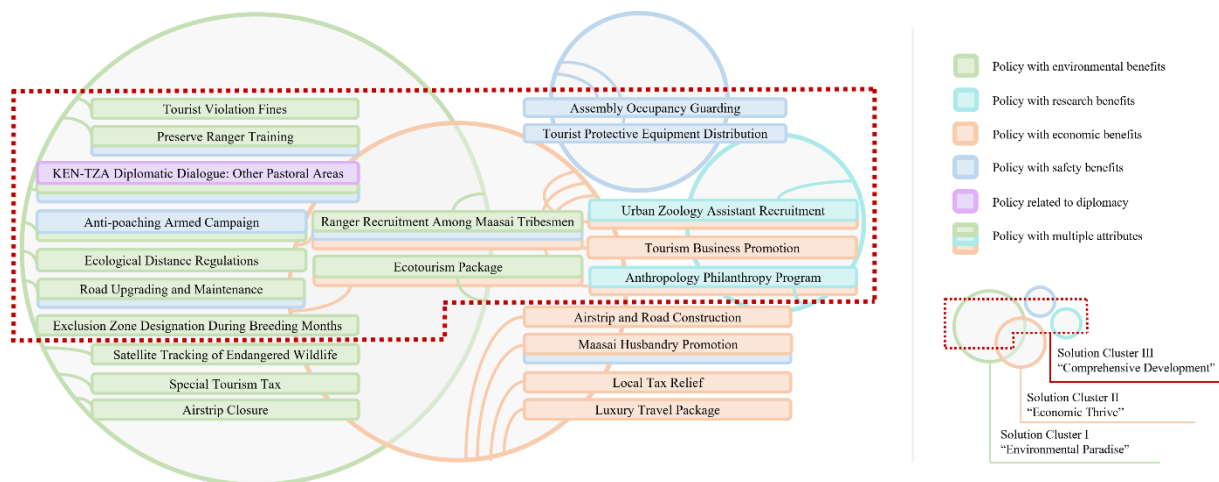 Tourist Violation Fines
Preserve Ranger Training
KEN-TZA Diplomatic Dialogue: Other Pastoral Areas
Anti-poaching Armed Campaign
Ecological Distance Regulations
Road Upgrading and Maintenance
Exclusion Zone Designation During Breeding Months
Satellite Tracking of Endangered Wildlife
Special Tourism Tax
Airstrip Closure
Ranger Recruitment Among Maasai Tribesmen
Ecotourism Package
Assembly Occupancy Guarding
Tourist Protective Equipment Distribution
Urban Zoology Assistant Recruitment
Tourism Business Promotion
Anthropology Philanthropy Program
Airstrip and Road Construction
Maasai Husbandry Promotion
Local Tax Relief
Luxury Travel Package
Policy with environmental benefits
Policy with research benefits
Policy with economic benefits
Policy with safety benefits
Policy related to diplomacy
Policy with multiple attributes
Solution Cluster III
“Comprehensive Development”
Solution Cluster II
“Economic Thrive”
Solution Cluster I
“Environmental Paradise”